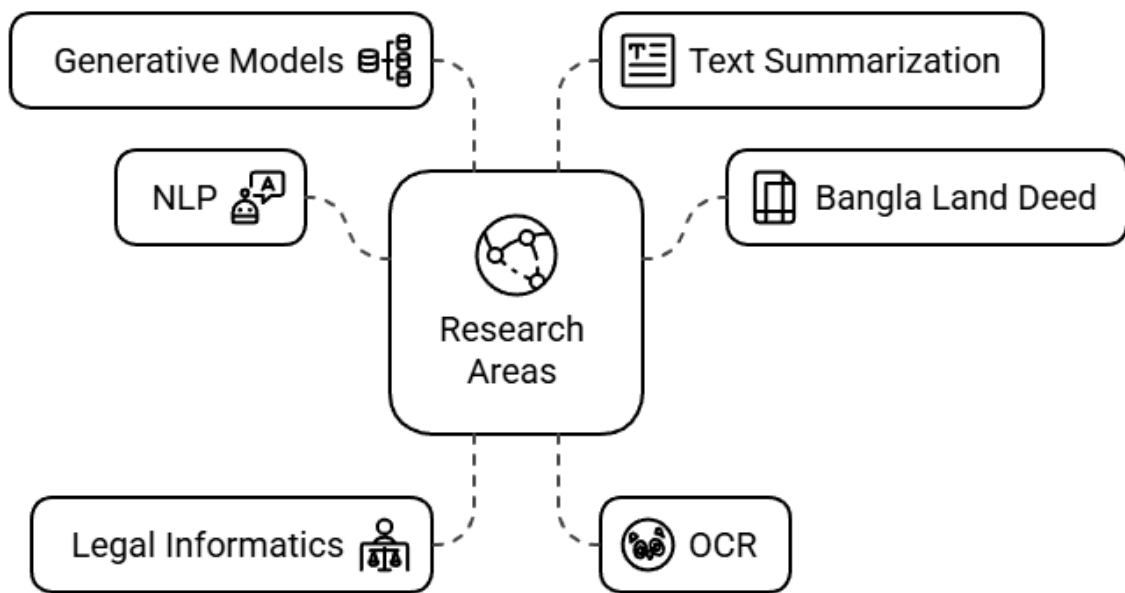 Generative Models
Text Summarization
NLP
Bangla Land Deed
Research
Areas
Legal Informatics
OCR